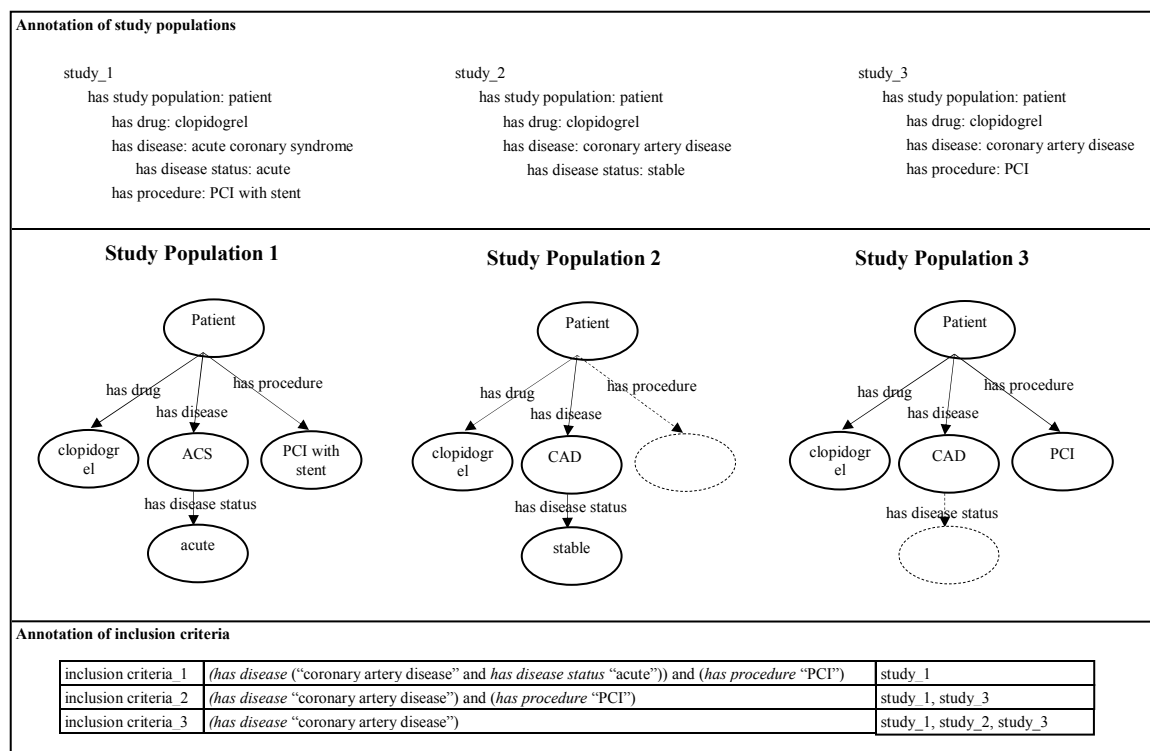 Annotation of study populations
study_1
has study population: patient
has drug: clopidogrel
has disease: acute coronary syndrome
has disease status: acute
has procedure: PCI with stent
study_2
has study population: patient
has drug: clopidogrel
has disease: coronary artery disease
has disease status: stable
study_3
has study population: patient
has drug: clopidogrel
has disease: coronary artery disease
has procedure: PCI
Study Population 1
Patient
has drug
has disease
has procedure
clopidogr
el
ACS
PCI with
stent
has disease status
acute
Study Population 2
Patient
has drug
has disease
has procedure
clopidogr
el
CAD
has disease status
stable
Study Population 3
Patient
has drug
has disease
has procedure
clopidogr
el
CAD
PCI
has disease status
Annotation of inclusion criteria
inclusion criteria_1 (has disease (“coronary artery disease” and has disease status “acute”)) and (has procedure “PCI”) study_1
inclusion criteria_2 (has disease “coronary artery disease”) and (has procedure “PCI”) study_1, study_3
inclusion criteria_3 (has disease “coronary artery disease”) study_1, study_2, study_3